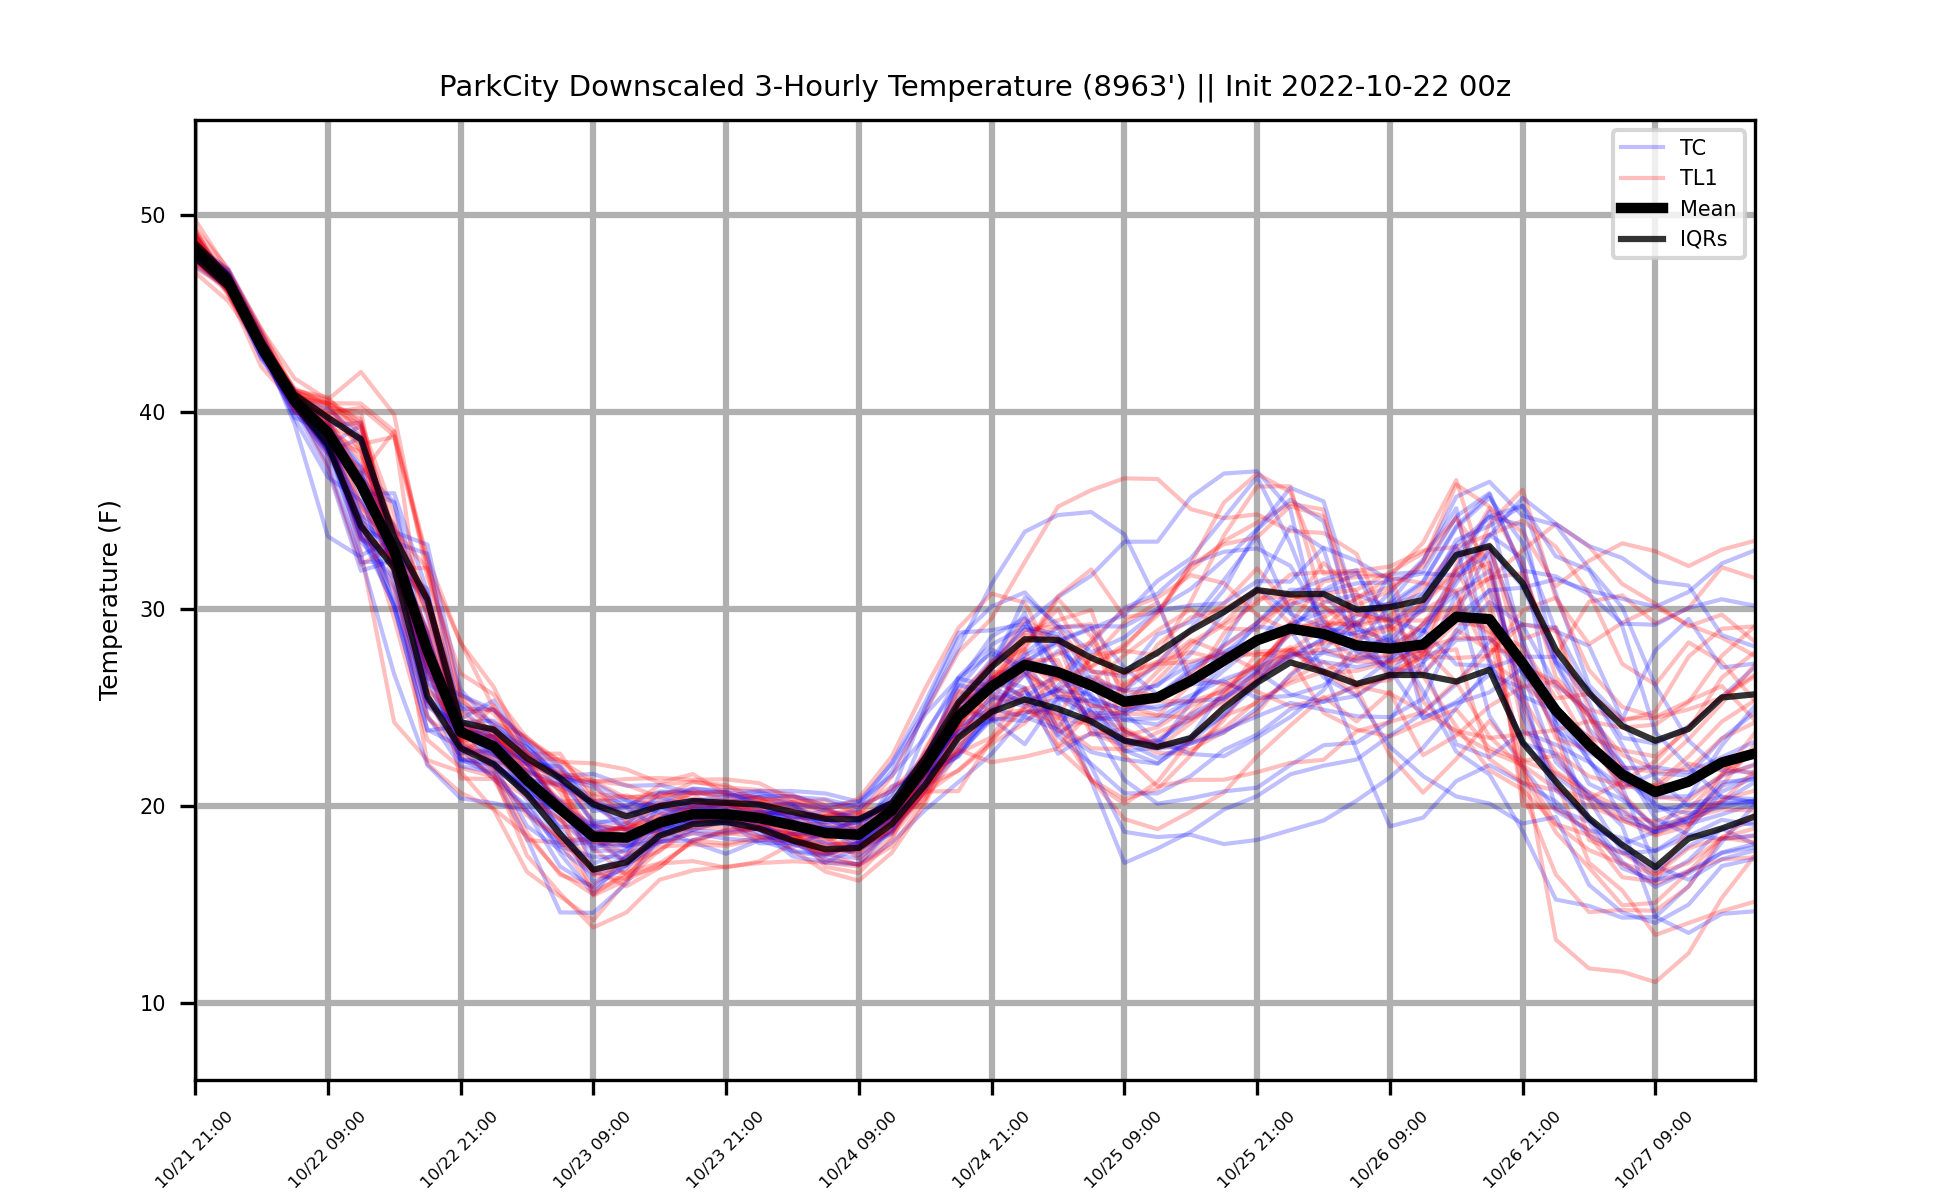 ParkCity Downscaled 3-Hourly Temperature (8963') || Init 2022-10-22 00z
TC
TL1
Mean
IQRs
Temperature (F)
50
40
30
20
10
10/21 21:00
10/22 09:00
10/22 21:00
10/23 09:00
10/23 21:00
10/24 09:00
10/24 21:00
10/25 09:00
10/25 21:00
10/26 09:00
10/26 21:00
10/27 09:00